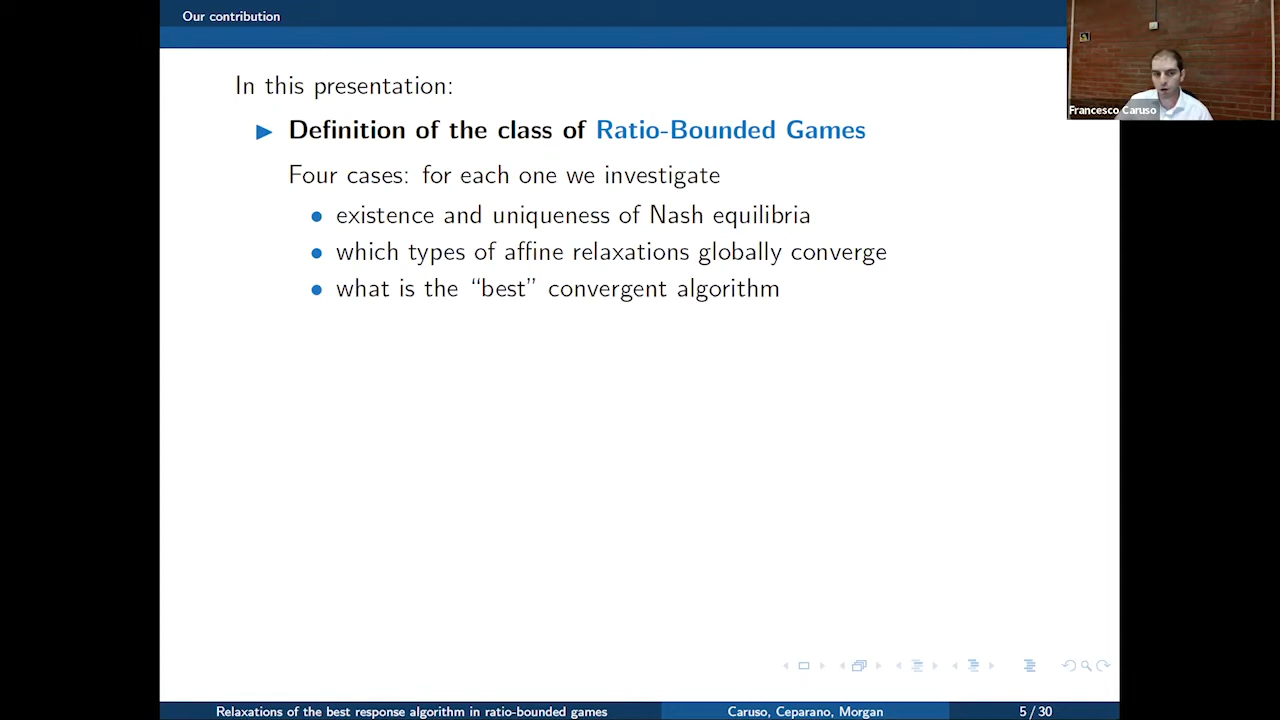 Our contribution
Francesco Caruso
In this presentation:
Definition of the class of Ratio-Bounded Games
Four cases: for each one we investigate
existence and uniqueness of Nash equilibria
which types of affine relaxations globally converge
what is the “best” convergent algorithm
Relaxations of the best response algorithm in ratio-bounded games
Caruso, Ceparano, Morgan
5 / 30